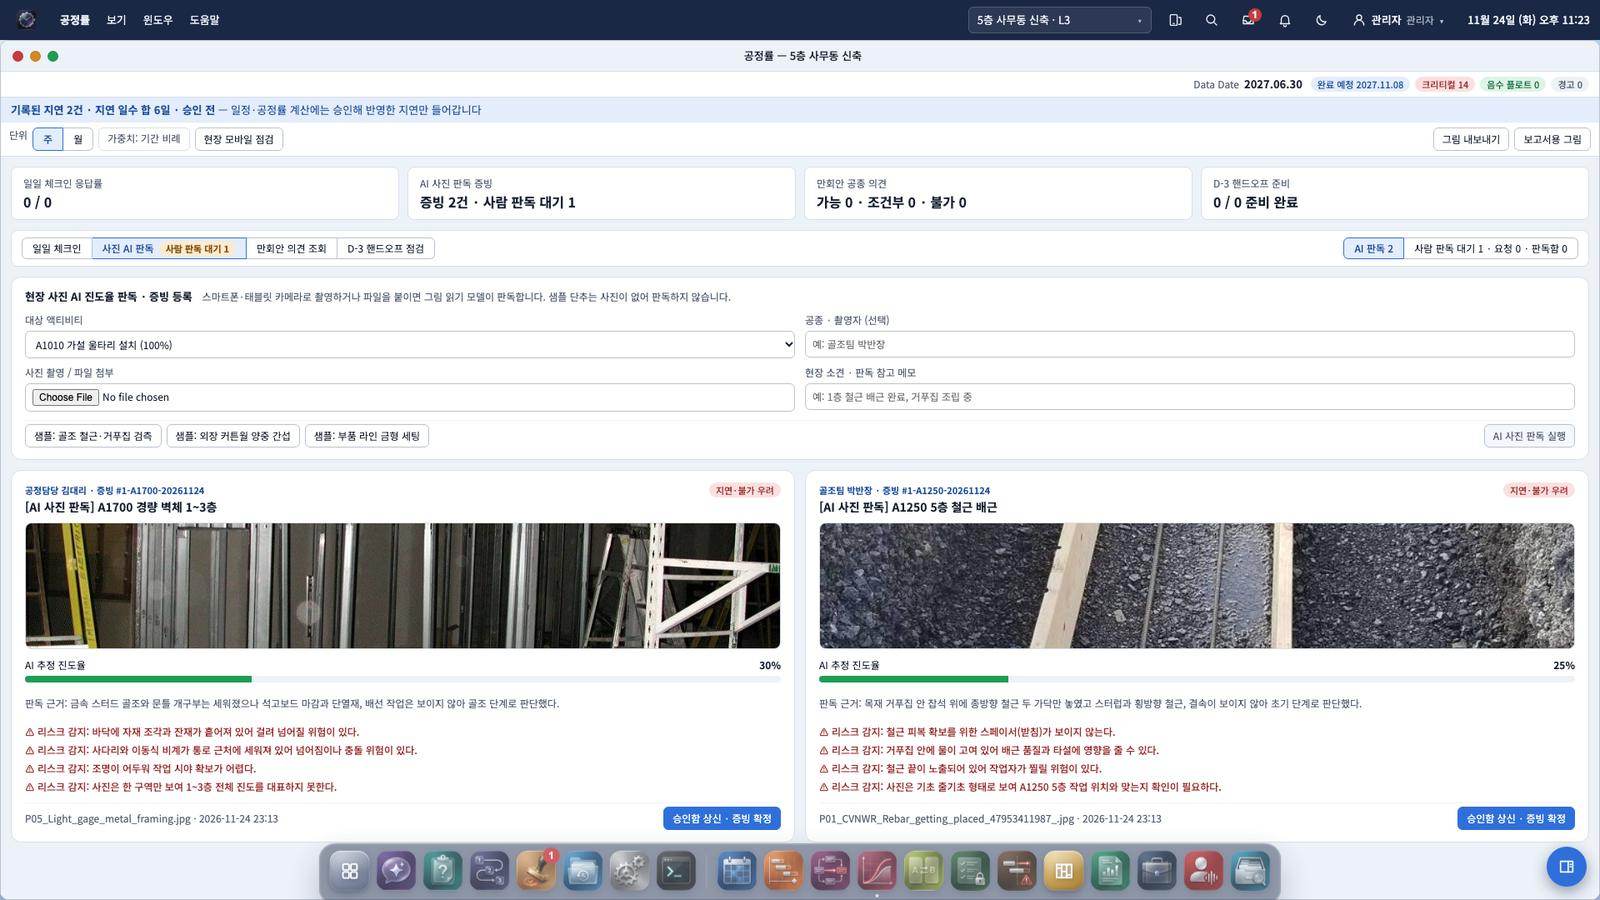 공정률 보기 윈도우 도움말 5층 사무동 신축 · L3 1 관리자 관리자 11월 24일 (화) 오후 11:23
공정률 — 5층 사무동 신축
Data Date 2027.06.30 완료 예정 2027.11.08 크리티컬 14 음수 플로트 0 경고 0
기록된 지연 2건 · 지연 일수 합 6일 · 승인 전 — 일정·공정률 계산에는 승인해 반영한 지연만 들어갑니다
단위 주 월 가중치: 기간 비례 현장 모바일 점검 그림 내보내기 보고서용 그림
일일 체크인 응답률
0 / 0
AI 사진 판독 증빙
증빙 2건 · 사람 판독 대기 1
만회안 공종 의견
가능 0 · 조건부 0 · 불가 0
D-3 핸드오프 준비
0 / 0 준비 완료
일일 체크인 사진 AI 판독 사람 판독 대기 1 만회안 의견 조회 D-3 핸드오프 점검 AI 판독 2 사람 판독 대기 1 · 요청 0 · 판독함 0
현장 사진 AI 진도율 판독 · 증빙 등록 스마트폰·태블릿 카메라로 촬영하거나 파일을 붙이면 그림 읽기 모델이 판독합니다. 샘플 단추는 사진이 없어 판독하지 않습니다.
대상 액티비티
A1010 가설 울타리 설치 (100%)
공종 · 촬영자 (선택)
예: 골조팀 박반장
사진 촬영 / 파일 첨부
Choose File No file chosen
현장 소견 · 판독 참고 메모
예: 1층 철근 배근 완료, 거푸집 조립 중
샘플: 골조 철근·거푸집 검측 샘플: 외장 커튼월 양중 간섭 샘플: 부품 라인 금형 세팅 AI 사진 판독 실행
공정담당 김대리 · 증빙 #1-A1700-20261124 지연·불가 우려
[AI 사진 판독] A1700 경량 벽체 1~3층
AI 추정 진도율 30%
판독 근거: 금속 스터드 골조와 문틀 개구부는 세워졌으나 석고보드 마감과 단열재, 배선 작업은 보이지 않아 골조 단계로 판단했다.
⚠ 리스크 감지: 바닥에 자재 조각과 잔재가 흩어져 있어 걸려 넘어질 위험이 있다.
⚠ 리스크 감지: 사다리와 이동식 비계가 통로 근처에 세워져 있어 넘어짐이나 충돌 위험이 있다.
⚠ 리스크 감지: 조명이 어두워 작업 시야 확보가 어렵다.
⚠ 리스크 감지: 사진은 한 구역만 보여 1~3층 전체 진도를 대표하지 못한다.
P05_Light_gage_metal_framing.jpg · 2026-11-24 23:13 승인함 상신 · 증빙 확정
골조팀 박반장 · 증빙 #1-A1250-20261124 지연·불가 우려
[AI 사진 판독] A1250 5층 철근 배근
AI 추정 진도율 25%
판독 근거: 목재 거푸집 안 잡석 위에 종방향 철근 두 가닥만 놓였고 스터럽과 횡방향 철근, 결속이 보이지 않아 초기 단계로 판단했다.
⚠ 리스크 감지: 철근 피복 확보를 위한 스페이서(받침)가 보이지 않는다.
⚠ 리스크 감지: 거푸집 안에 물이 고여 있어 배근 품질과 타설에 영향을 줄 수 있다.
⚠ 리스크 감지: 철근 끝이 노출되어 있어 작업자가 찔릴 위험이 있다.
⚠ 리스크 감지: 사진은 기초 줄기초 형태로 보여 A1250 5층 작업 위치와 맞는지 확인이 필요하다.
P01_CVNWR_Rebar_getting_placed_47953411987_.jpg · 2026-11-24 23:13 승인함 상신 · 증빙 확정
1